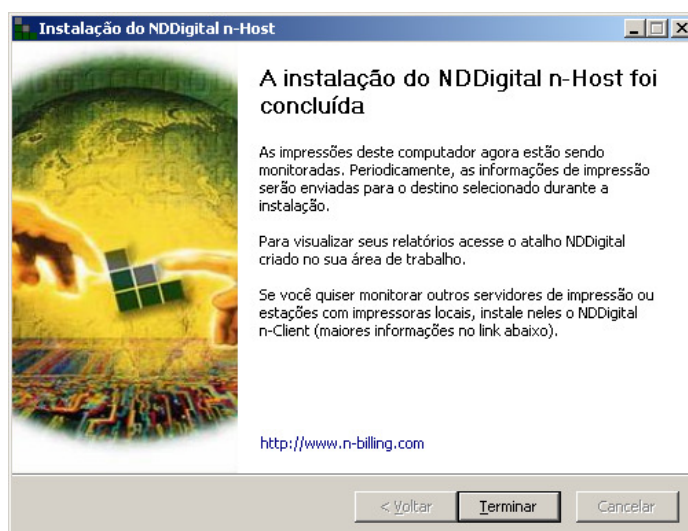 Instalação do NDDigital n-Host
A instalação do NDDigital n-Host foi
concluída
As impressões deste computador agora estão sendo
monitoradas. Periodicamente, as informações de impressão
serão enviadas para o destino selecionado durante a
instalação.
Para visualizar seus relatórios acesse o atalho NDDigital
criado no sua área de trabalho.
Se você quiser monitorar outros servidores de impressão ou
estações com impressoras locais, instale neles o NDDigital
n-Client (maiores informações no link abaixo).
http://www.n-billing.com
< Voltar
Terminar
Cancelar